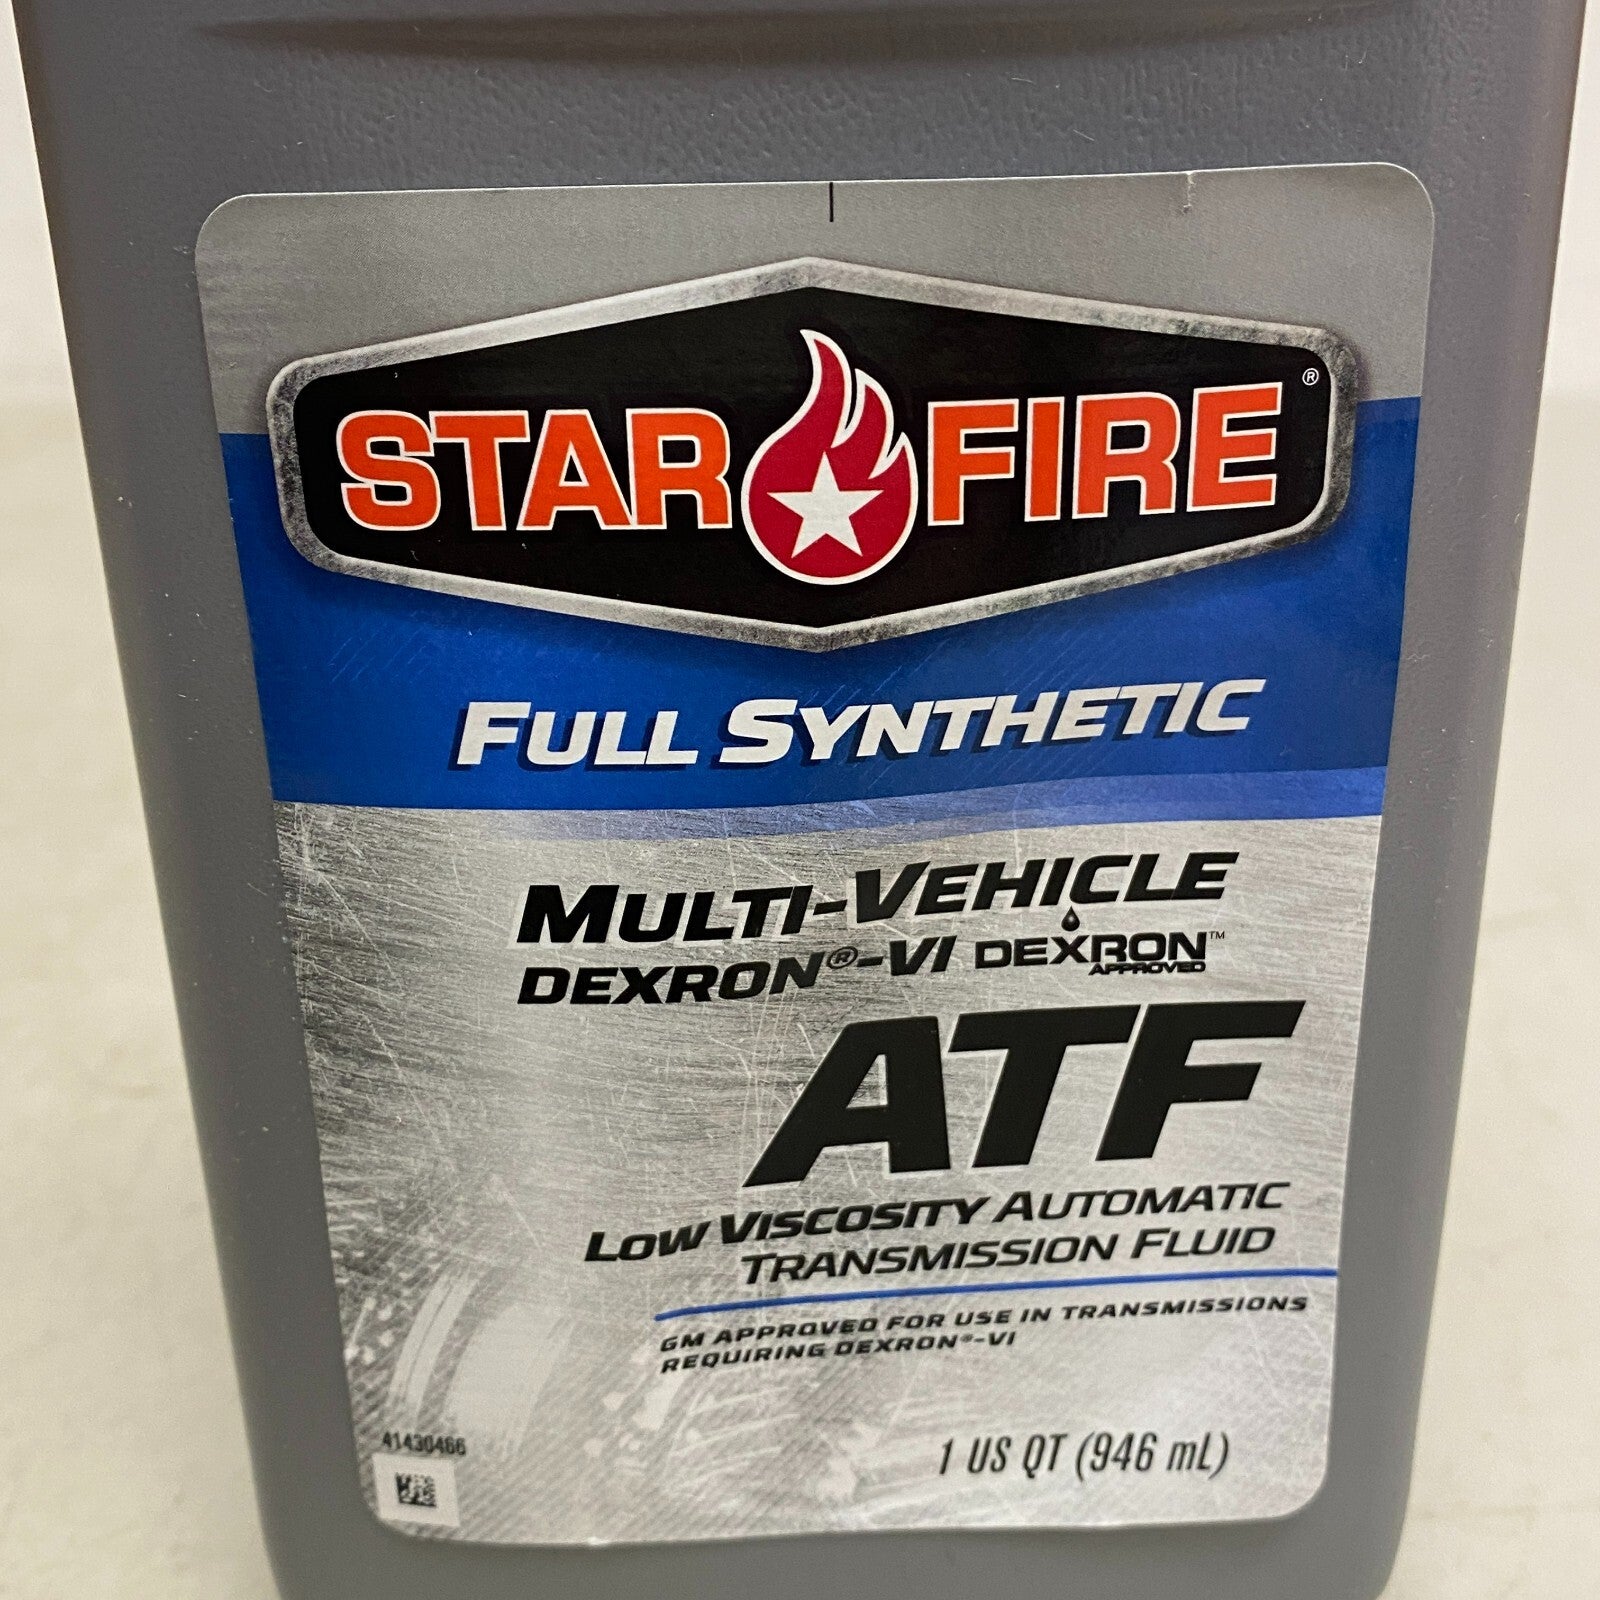 STAR FIRE®
FULL SYNTHETIC
MULTI-VEHICLE
DEXRON®-VI DEXRON™
APPROVED
ATF
LOW VISCOSITY AUTOMATIC
TRANSMISSION FLUID
GM APPROVED FOR USE IN TRANSMISSIONS
REQUIRING DEXRON®-VI
41430466
1 US QT (946 mL)